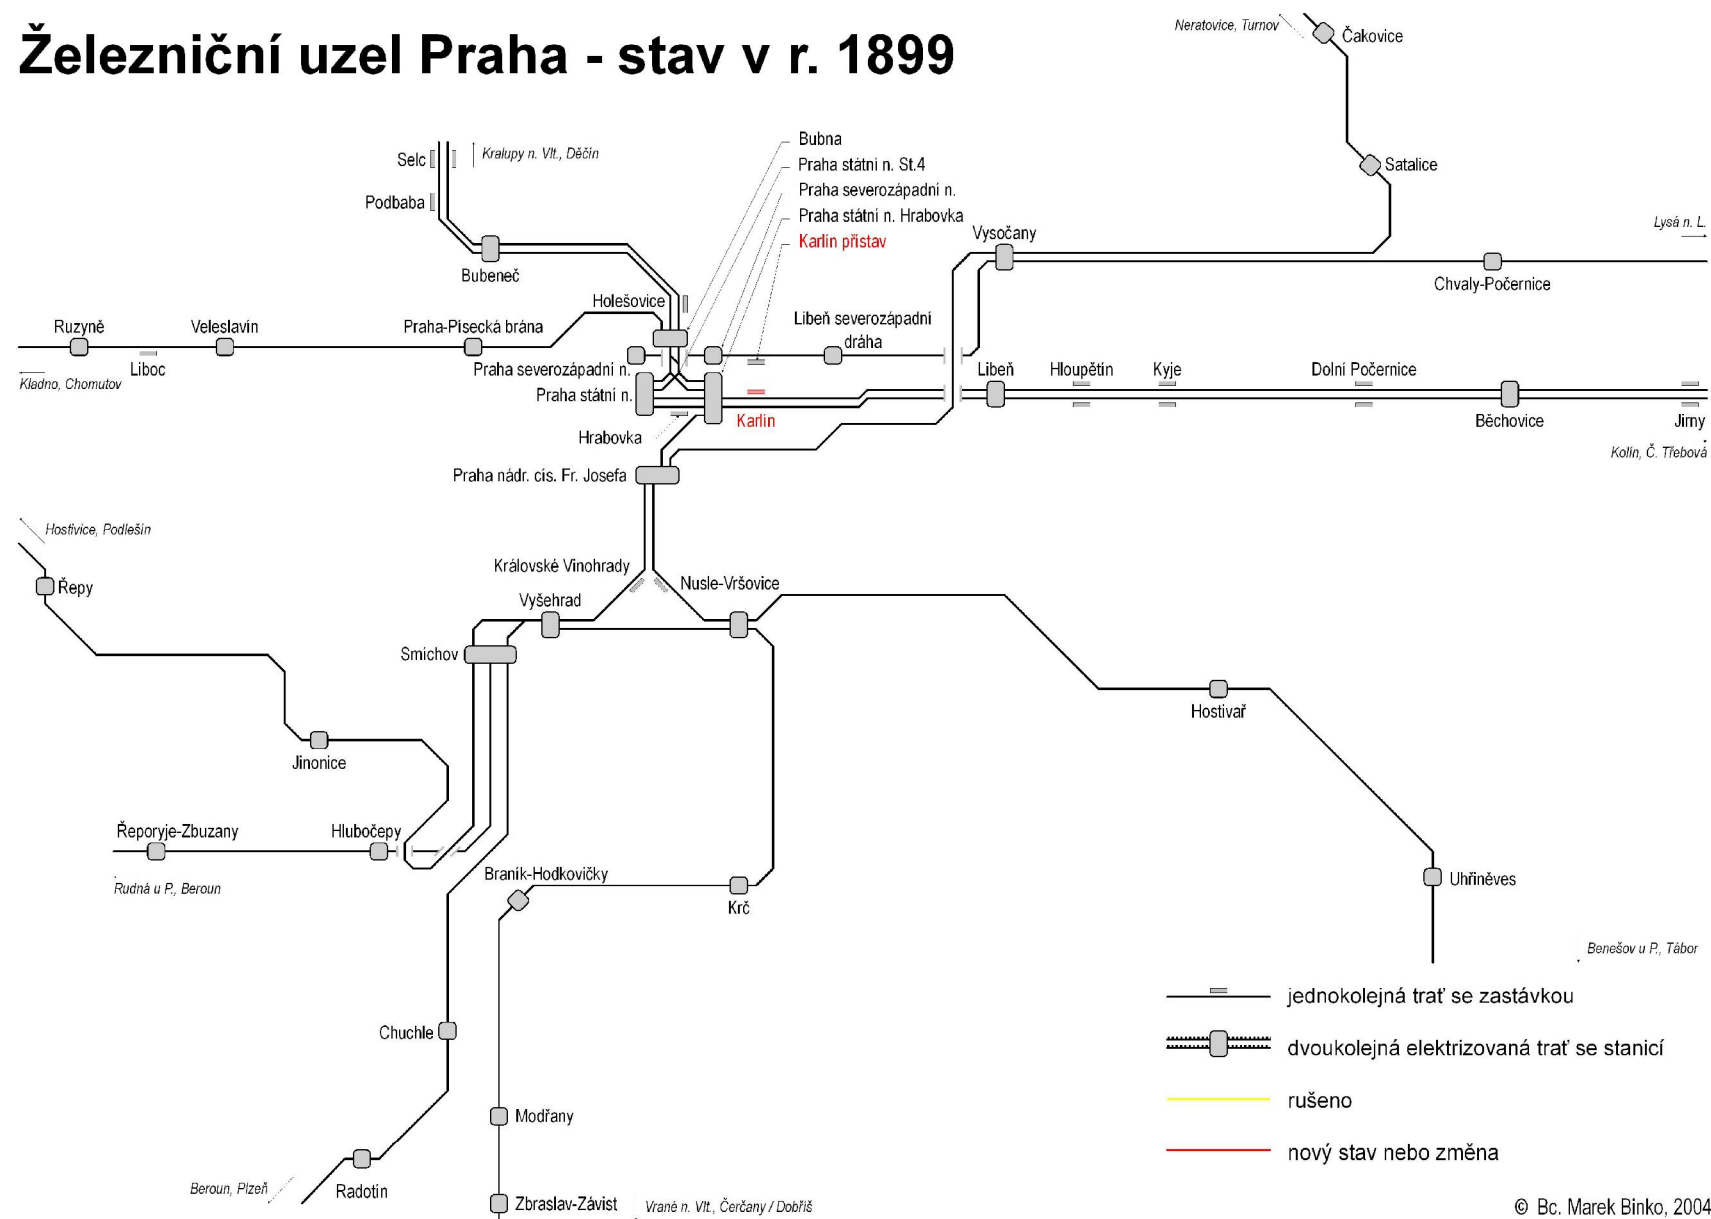 Železniční uzel Praha - stav v r. 1899
Neratovice, Turnov
Čakovice
Bubna
Selc
Kralupy n. Vlt., Děčín
Praha státní n. St.4
Satalice
Podbaba
Praha severozápadní n.
Praha státní n. Hrabovka
Lysá n. L.
Karlín přístav
Vysočany
Bubeneč
Chvaly-Počernice
Holešovice
Libeň severozápadní
dráha
Ruzyně
Veleslavín
Praha-Písecká brána
Liboc
Praha severozápadní n.
Kladno, Chomutov
Libeň
Hloupětín
Kyje
Dolní Počernice
Praha státní n.
Karlín
Běchovice
Jirny
Hrabovka
Kolín, Č. Třebová
Praha nádr. cís. Fr. Josefa
Hostivice, Podlešín
Královské Vinohrady
Nusle-Vršovice
Řepy
Vyšehrad
Smíchov
Hostivař
Jinonice
Řeporyje-Zbuzany
Hlubočepy
Rudná u P., Beroun
Braník-Hodkovičky
Krč
Uhříněves
Benešov u P., Tábor
jednokolejná trať se zastávkou
Chuchle
dvoukolejná elektrizovaná trať se stanicí
rušeno
Modřany
nový stav nebo změna
Beroun, Plzeň
Radotín
Zbraslav-Závist
Vrané n. Vlt., Čerčany / Dobříš
© Bc. Marek Binko, 2004